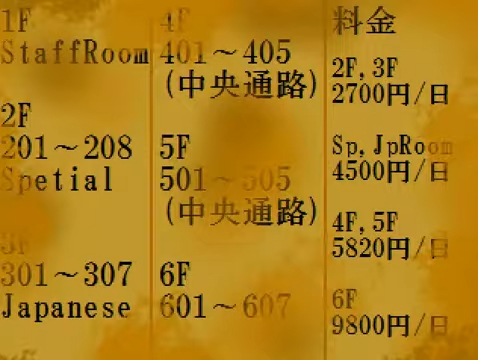 1F
StaffRoom
2F
201～208
Spetial
3F
301～307
Japanese
4F
401～405
(中央通路)
5F
501～505
(中央通路)
6F
601～607
料金
2F, 3F
2700円/日
Sp, JpRoom
4500円/日
4F, 5F
5820円/日
6F
9800円/日